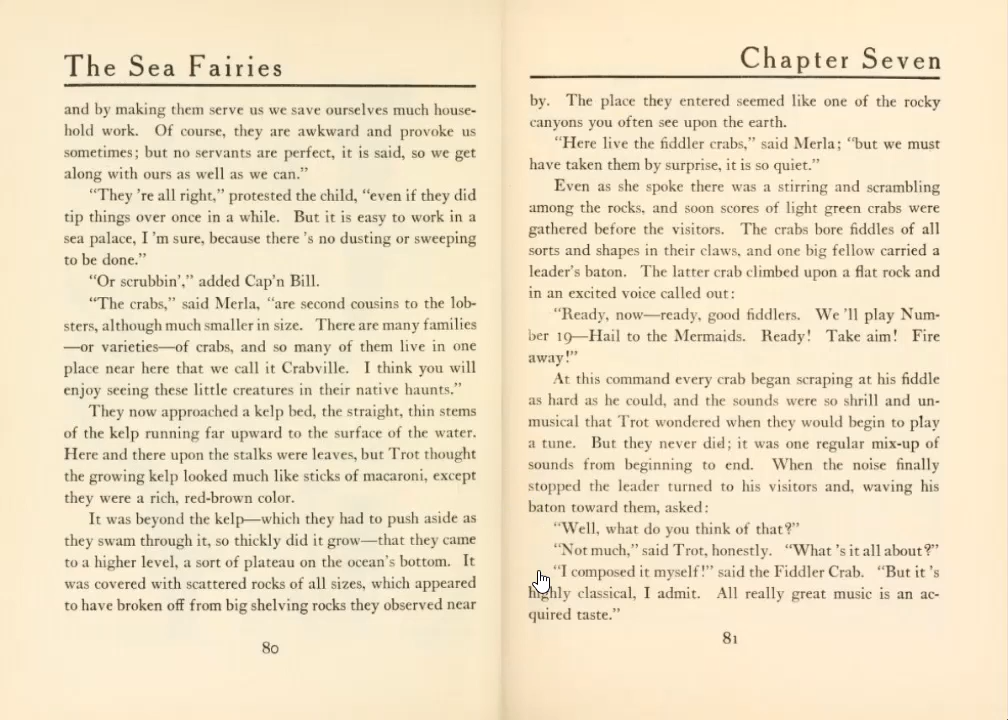 The Sea Fairies
and by making them serve us we save ourselves much house-
hold work. Of course, they are awkward and provoke us
sometimes; but no servants are perfect, it is said, so we get
along with ours as well as we can.”
“They 're all right,” protested the child, “even if they did
tip things over once in a while. But it is easy to work in a
sea palace, I 'm sure, because there 's no dusting or sweeping
to be done.”
“Or scrubbin',” added Cap'n Bill.
“The crabs,” said Merla, “are second cousins to the lob-
sters, although much smaller in size. There are many families
—or varieties—of crabs, and so many of them live in one
place near here that we call it Crabville. I think you will
enjoy seeing these little creatures in their native haunts.”
They now approached a kelp bed, the straight, thin stems
of the kelp running far upward to the surface of the water.
Here and there upon the stalks were leaves, but Trot thought
the growing kelp looked much like sticks of macaroni, except
they were a rich, red-brown color.
It was beyond the kelp—which they had to push aside as
they swam through it, so thickly did it grow—that they came
to a higher level, a sort of plateau on the ocean's bottom. It
was covered with scattered rocks of all sizes, which appeared
to have broken off from big shelving rocks they observed near
80
Chapter Seven
by. The place they entered seemed like one of the rocky
canyons you often see upon the earth.
“Here live the fiddler crabs,” said Merla; “but we must
have taken them by surprise, it is so quiet.”
Even as she spoke there was a stirring and scrambling
among the rocks, and soon scores of light green crabs were
gathered before the visitors. The crabs bore fiddles of all
sorts and shapes in their claws, and one big fellow carried a
leader's baton. The latter crab climbed upon a flat rock and
in an excited voice called out:
“Ready, now—ready, good fiddlers. We 'll play Num-
ber 19—Hail to the Mermaids. Ready! Take aim! Fire
away!”
At this command every crab began scraping at his fiddle
as hard as he could, and the sounds were so shrill and un-
musical that Trot wondered when they would begin to play
a tune. But they never did; it was one regular mix-up of
sounds from beginning to end. When the noise finally
stopped the leader turned to his visitors and, waving his
baton toward them, asked:
“Well, what do you think of that?”
“Not much,” said Trot, honestly. “What 's it all about?”
“I composed it myself!” said the Fiddler Crab. “But it 's
highly classical, I admit. All really great music is an ac-
quired taste.”
81